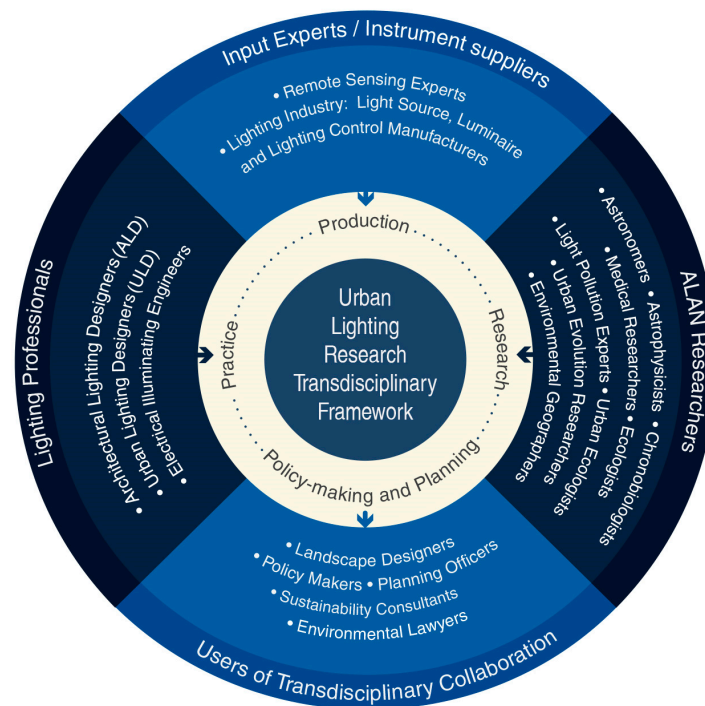 Input Experts / Instrument suppliers
• Remote Sensing Experts
• Lighting Industry: Light Source, Luminaire
and Lighting Control Manufacturers
Lighting Professionals
• Architectural Lighting Designers (ALD)
• Urban Lighting Designers (ULD)
• Electrical Illuminating Engineers
Production
Practice
Research
Policy-making and Planning
Urban
Lighting
Research
Transdisciplinary
Framework
ALAN Researchers
• Astronomers • Astrophysicists • Chronobiologists
• Medical Researchers • Ecologists
• Light Pollution Experts • Urban Ecologists
• Urban Evolution Researchers
• Environmental Geographers
• Landscape Designers
• Policy Makers • Planning Officers
• Sustainability Consultants
• Environmental Lawyers
Users of Transdisciplinary Collaboration